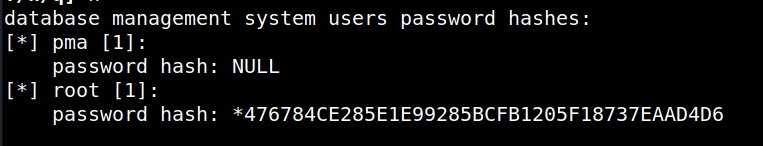 database management system users password hashes:
[*] pma [1]:
password hash: NULL
[*] root [1]:
password hash: *476784CE285E1E99285BCFB1205F18737EAAD4D6